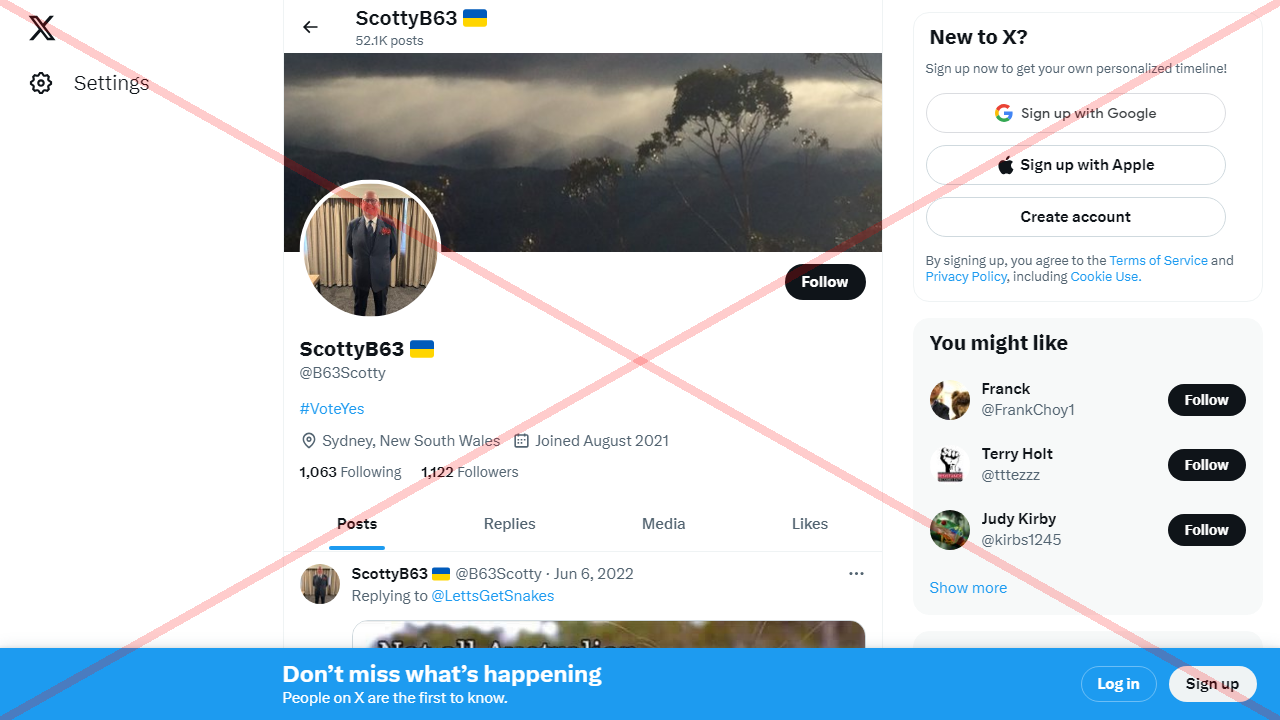 Settings
ScottyB63
52.1K posts
Follow
ScottyB63
@B63Scotty
#VoteYes
Sydney, New South Wales Joined August 2021
1,063 Following 1,122 Followers
Posts Replies Media Likes
ScottyB63 @B63Scotty · Jun 6, 2022
Replying to @LettsGetSnakes
Not all Australian
New to X?
Sign up now to get your own personalized timeline!
Sign up with Google
Sign up with Apple
Create account
By signing up, you agree to the Terms of Service and
Privacy Policy, including Cookie Use.
You might like
Franck
@FrankChoy1
Follow
Terry Holt
@tttezzz
Follow
Judy Kirby
@kirbs1245
Follow
Show more
Don’t miss what’s happening
People on X are the first to know.
Log in
Sign up